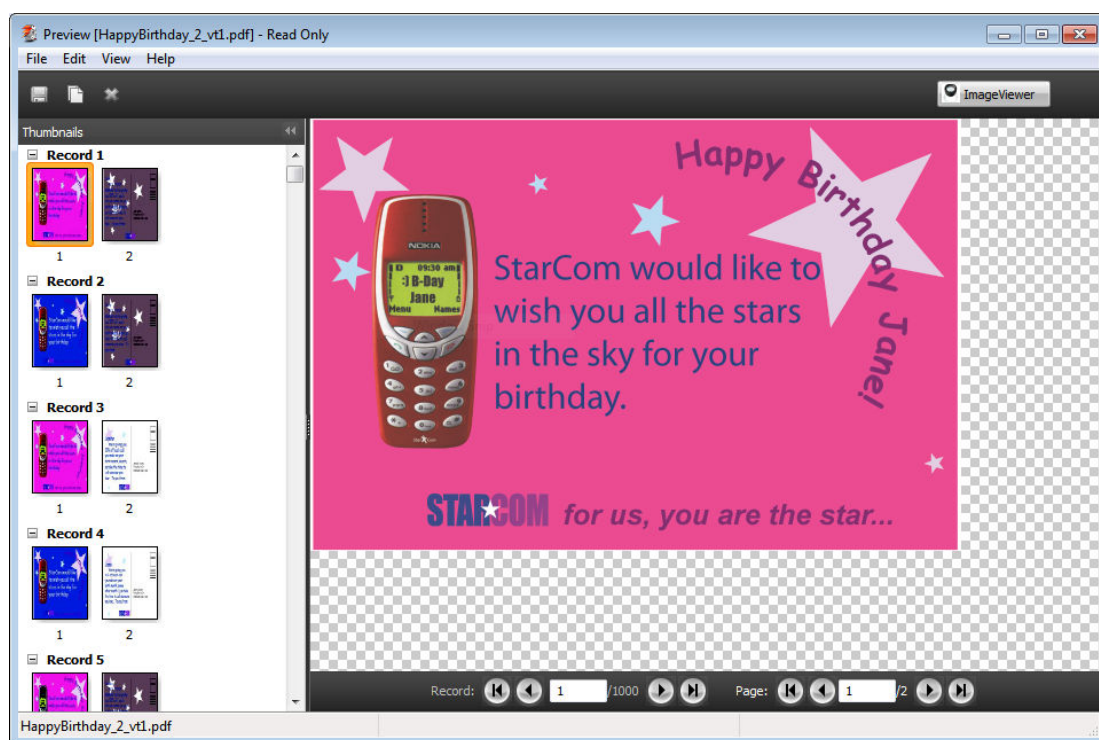 Preview [HappyBirthday_2_vt1.pdf] - Read Only
File Edit View Help
ImageViewer
Thumbnails
Record 1
1 2
Record 2
1 2
Record 3
1 2
Record 4
1 2
Record 5
Happy Birthday Jane!
NOKIA
09:30 am
:) B-Day
Jane
Menu Names
StarCom would like to
wish you all the stars
in the sky for your
birthday.
STARCOM for us, you are the star...
Record: 1 /1000 Page: 1 /2
HappyBirthday_2_vt1.pdf